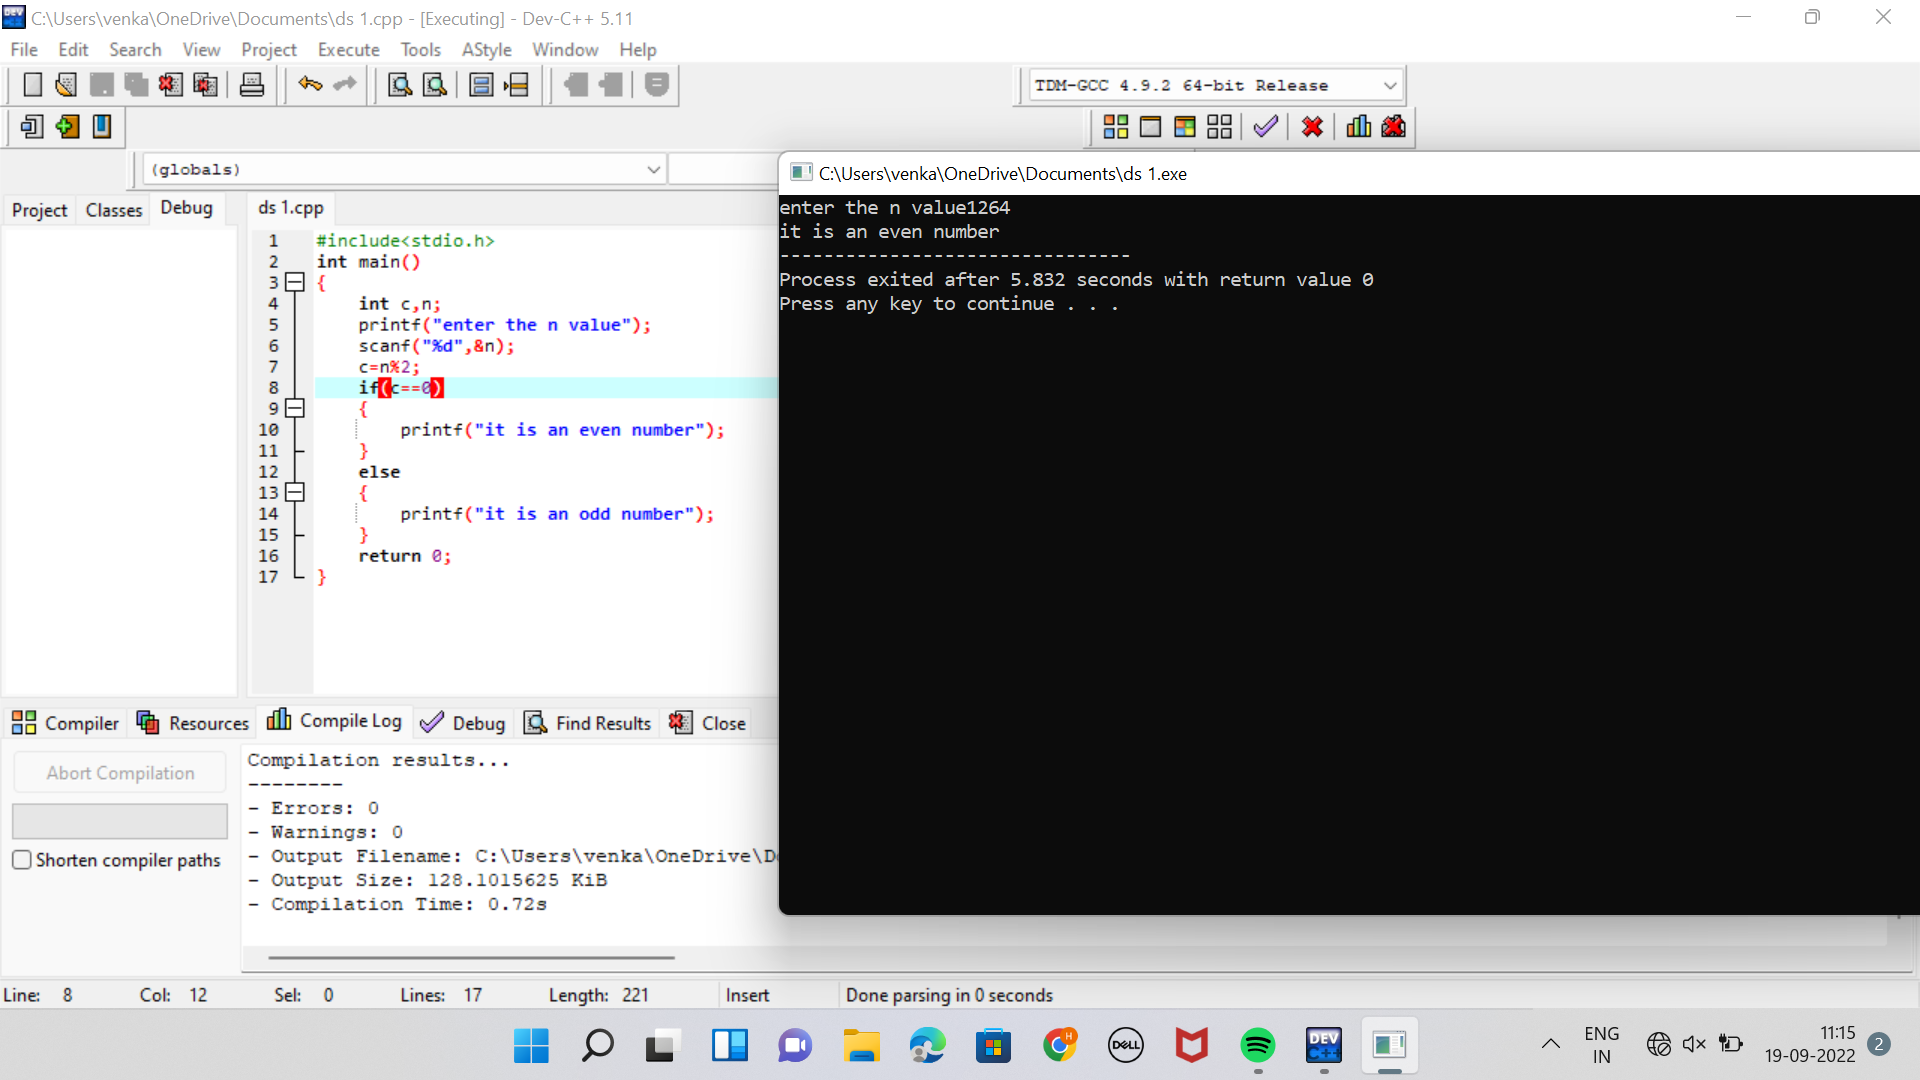 C:\Users\venka\OneDrive\Documents\ds 1.cpp - [Executing] - Dev-C++ 5.11
File Edit Search View Project Execute Tools AStyle Window Help
TDM-GCC 4.9.2 64-bit Release
(globals)
C:\Users\venka\OneDrive\Documents\ds 1.exe
Project Classes Debug
ds 1.cpp
1 #include<stdio.h>
2 int main()
3 {
4 int c,n;
5 printf("enter the n value");
6 scanf("%d",&n);
7 c=n%2;
8 if(c==0)
9 {
10 printf("it is an even number");
11 }
12 else
13 {
14 printf("it is an odd number");
15 }
16 return 0;
17 }
enter the n value1264
it is an even number
--------------------------------
Process exited after 5.832 seconds with return value 0
Press any key to continue . . .
Compiler Resources Compile Log Debug Find Results Close
Abort Compilation
Shorten compiler paths
Compilation results...
--------
- Errors: 0
- Warnings: 0
- Output Filename: C:\Users\venka\OneDrive\D
- Output Size: 128.1015625 KiB
- Compilation Time: 0.72s
Line: 8 Col: 12 Sel: 0 Lines: 17 Length: 221 Insert Done parsing in 0 seconds
DELL
DEV
C++
H
ENG
IN
11:15
19-09-2022
2